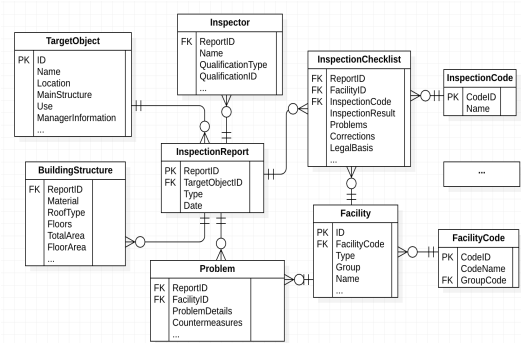 Inspector
FK ReportID
Name
QualificationType
QualificationID
...
TargetObject
PK ID
Name
Location
MainStructure
Use
ManagerInformation
...
InspectionChecklist
FK ReportID
FK FacilityID
FK InspectionCode
InspectionResult
Problems
Corrections
LegalBasis
...
InspectionCode
PK CodeID
Name
InspectionReport
PK ReportID
FK TargetObjectID
Type
Date
BuildingStructure
FK ReportID
Material
RoofType
Floors
TotalArea
FloorArea
...
...
Facility
PK ID
FK FacilityCode
Type
Group
Name
...
FacilityCode
PK CodeID
CodeName
FK GroupCode
Problem
FK ReportID
FK FacilityID
ProblemDetails
Countermeasures
...